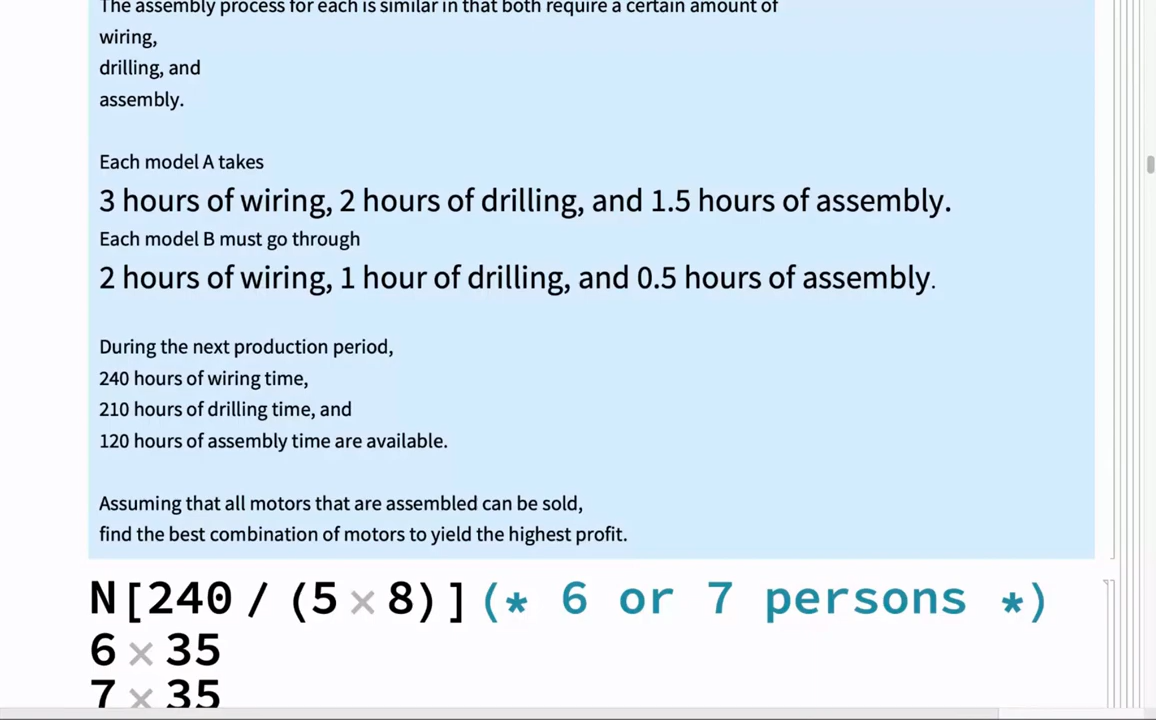 The assembly process for each is similar in that both require a certain amount of
wiring,
drilling, and
assembly.
Each model A takes
3 hours of wiring, 2 hours of drilling, and 1.5 hours of assembly.
Each model B must go through
2 hours of wiring, 1 hour of drilling, and 0.5 hours of assembly.
During the next production period,
240 hours of wiring time,
210 hours of drilling time, and
120 hours of assembly time are available.
Assuming that all motors that are assembled can be sold,
find the best combination of motors to yield the highest profit.
N[240 / (5 × 8)] (* 6 or 7 persons *)
6 × 35
7 × 35